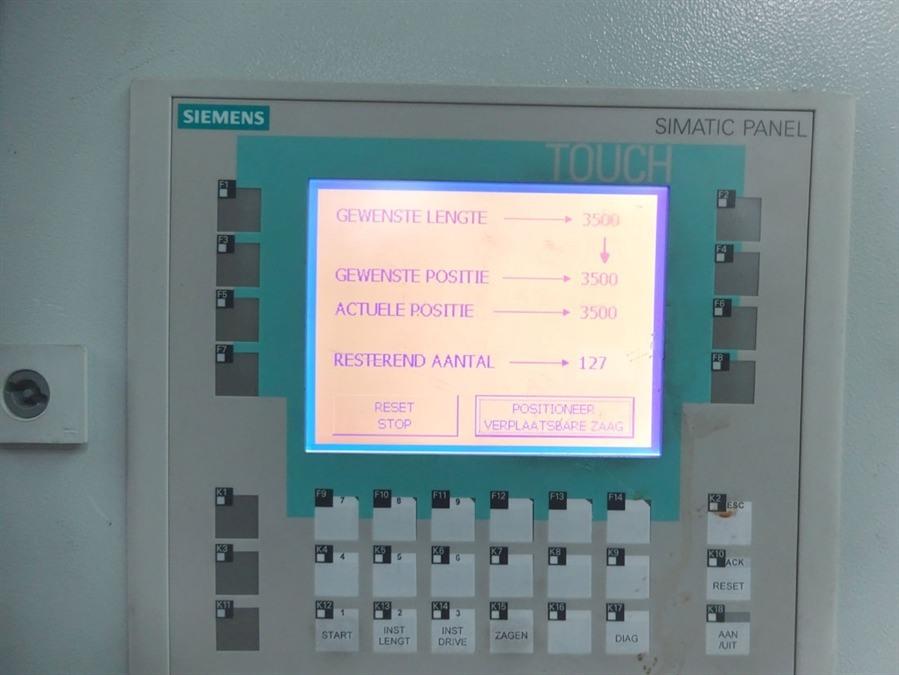 SIEMENS
SIMATIC PANEL
TOUCH
F1
F2
GEWENSTE LENGTE 3500
F3
F4
GEWENSTE POSITIE 3500
F5
F6
ACTUELE POSITIE 3500
F7
F8
RESTEREND AANTAL 127
RESET
STOP
POSITIONEER
VERPLAATSBARE ZAAG
K1
F9 7
F10 8
F11 9
F12
F13
F14
K2 ESC
K3
K4 4
K5 5
K6 6
K7
K8
K9
K10 ACK
RESET
K11
K12 1
START
K13 2
INST
LENGT
K14 3
INST
DRIVE
K15
ZAGEN
K16
K17
DIAG
K18
AAN
/UIT